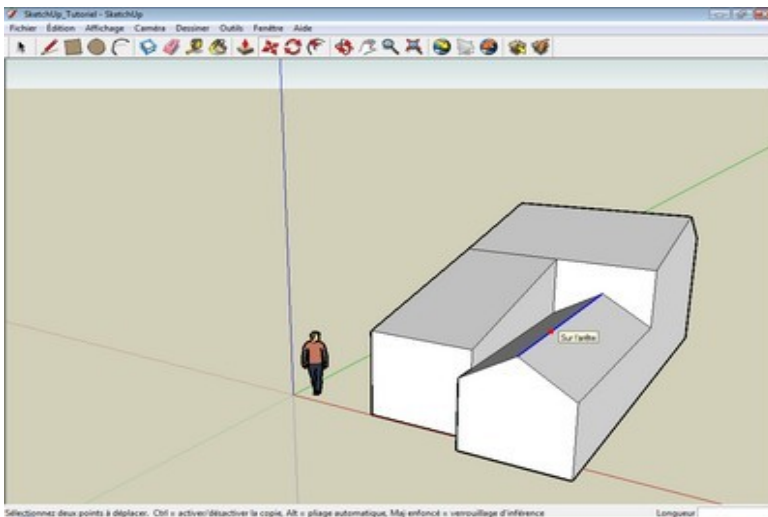 SketchUp_Tutoriel - SketchUp
Fichier Édition Affichage Caméra Dessiner Outils Fenêtre Aide
Sur l'arête
Sélectionnez deux points à déplacer. Ctrl = activer/désactiver la copie, Alt = pliage automatique, Maj enfoncé = verrouillage d'inférence
Longueur